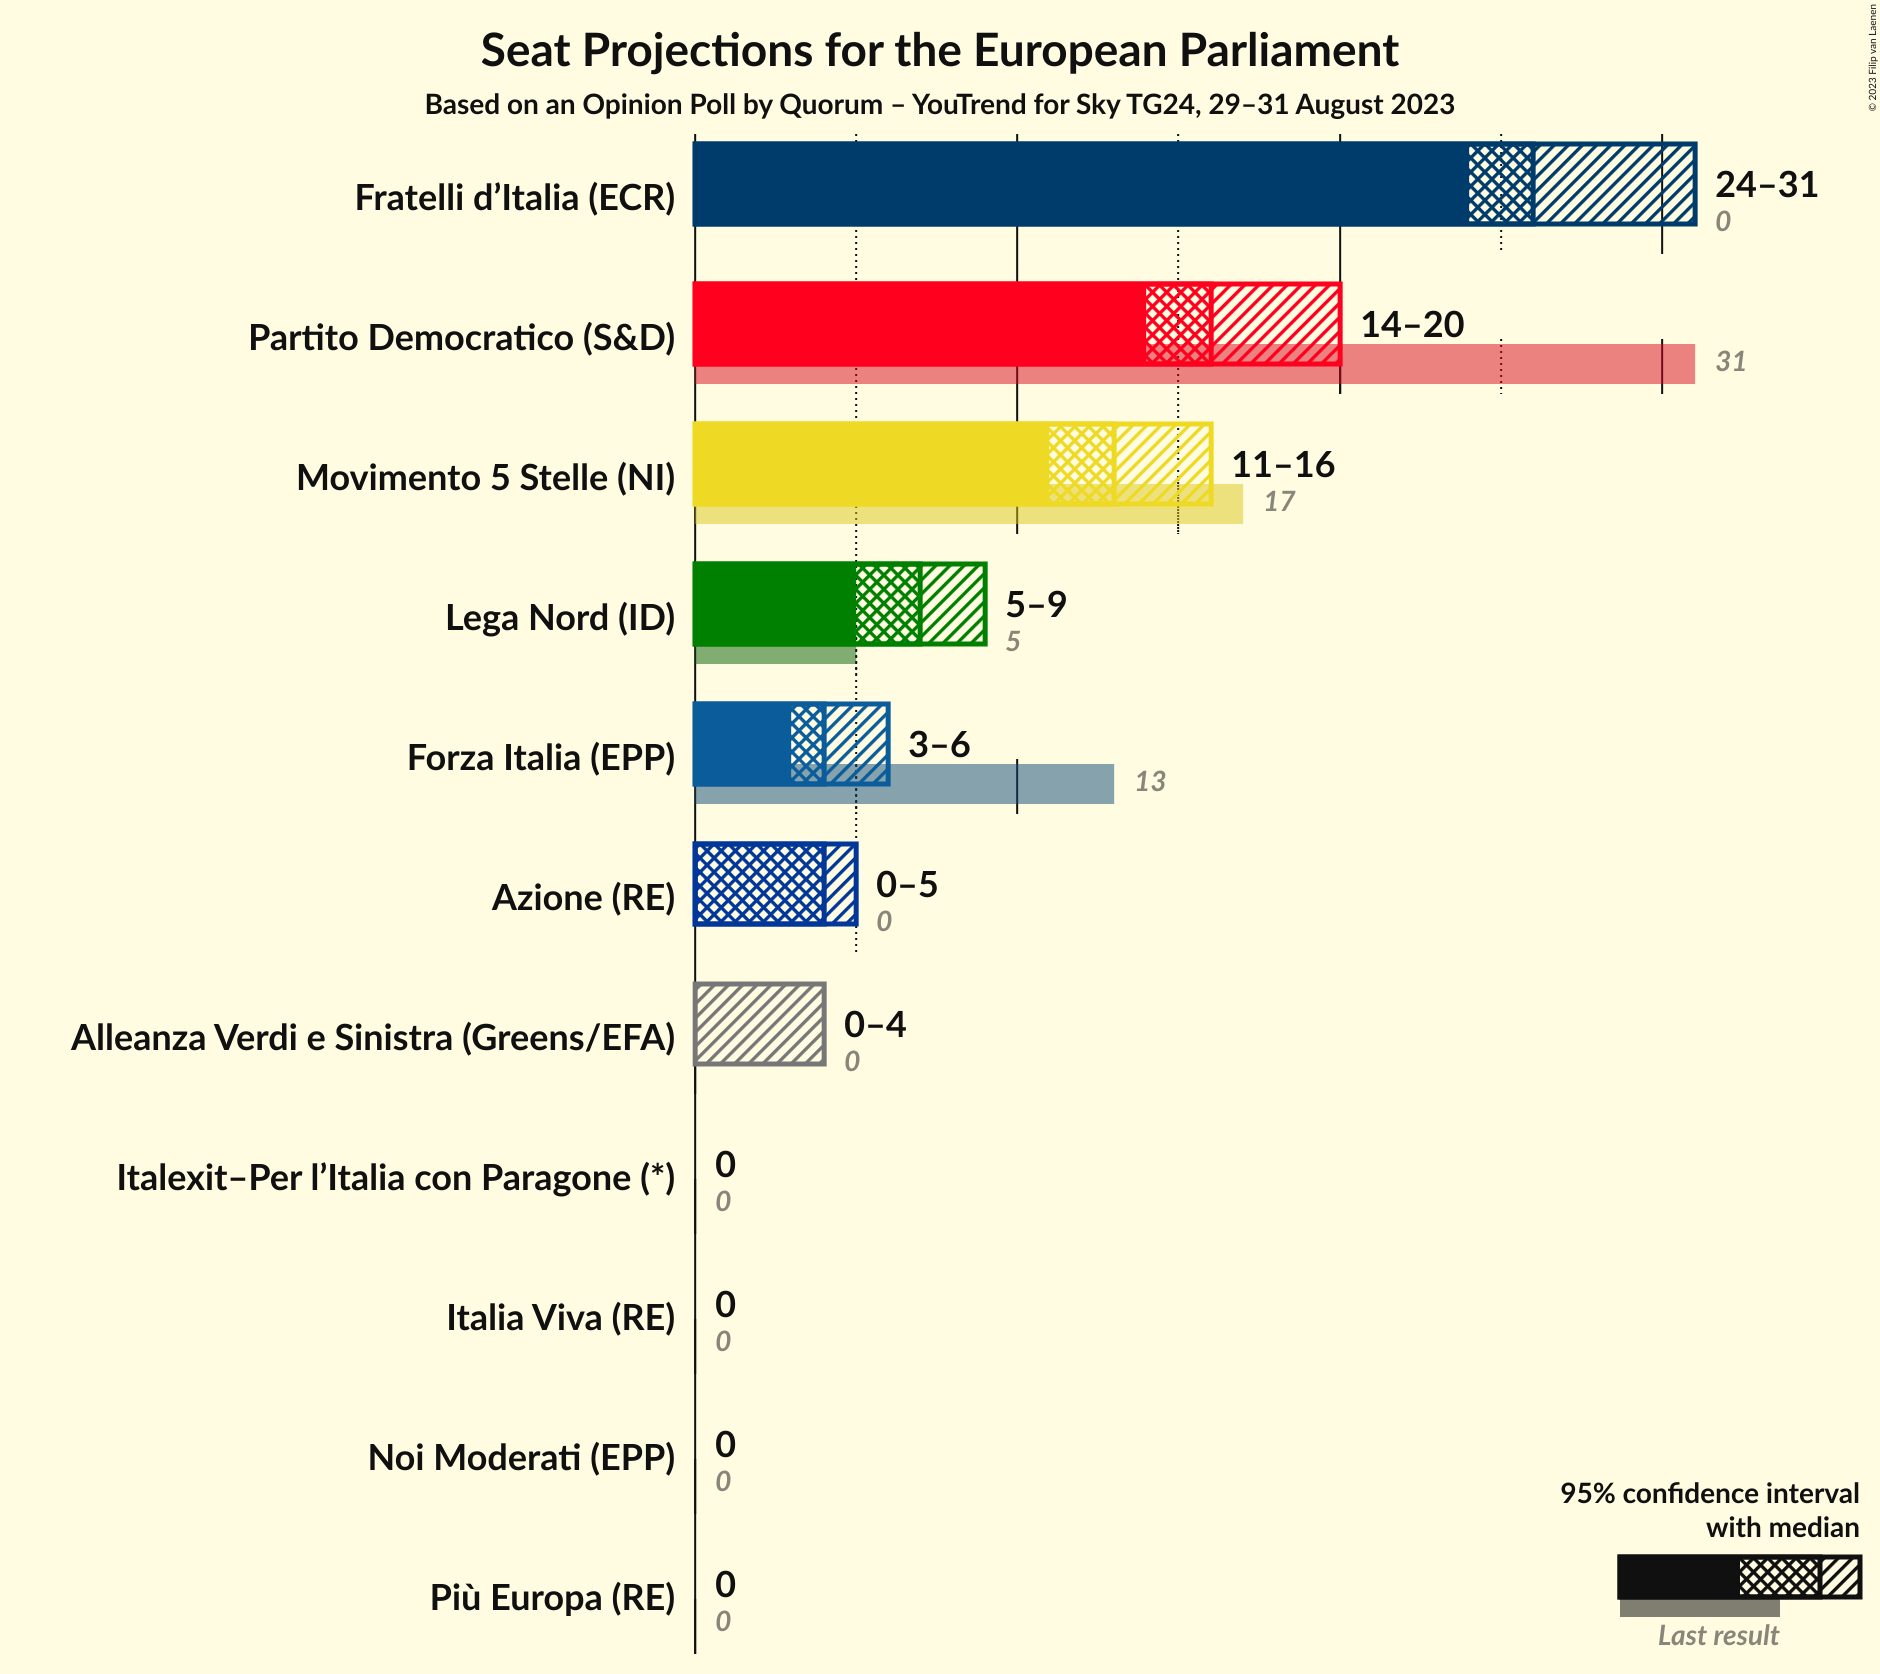 Seat Projections for the European Parliament
Based on an Opinion Poll by Quorum – YouTrend for Sky TG24, 29–31 August 2023
© 2023 Filip van Laenen
Fratelli d’Italia (ECR)
24–31
0
Partito Democratico (S&D)
14–20
31
Movimento 5 Stelle (NI)
11–16
17
Lega Nord (ID)
5–9
5
Forza Italia (EPP)
3–6
13
Azione (RE)
0–5
0
Alleanza Verdi e Sinistra (Greens/EFA)
0–4
0
Italexit–Per l’Italia con Paragone (*)
0
0
Italia Viva (RE)
0
0
Noi Moderati (EPP)
0
0
Più Europa (RE)
0
0
95% confidence interval
with median
Last result